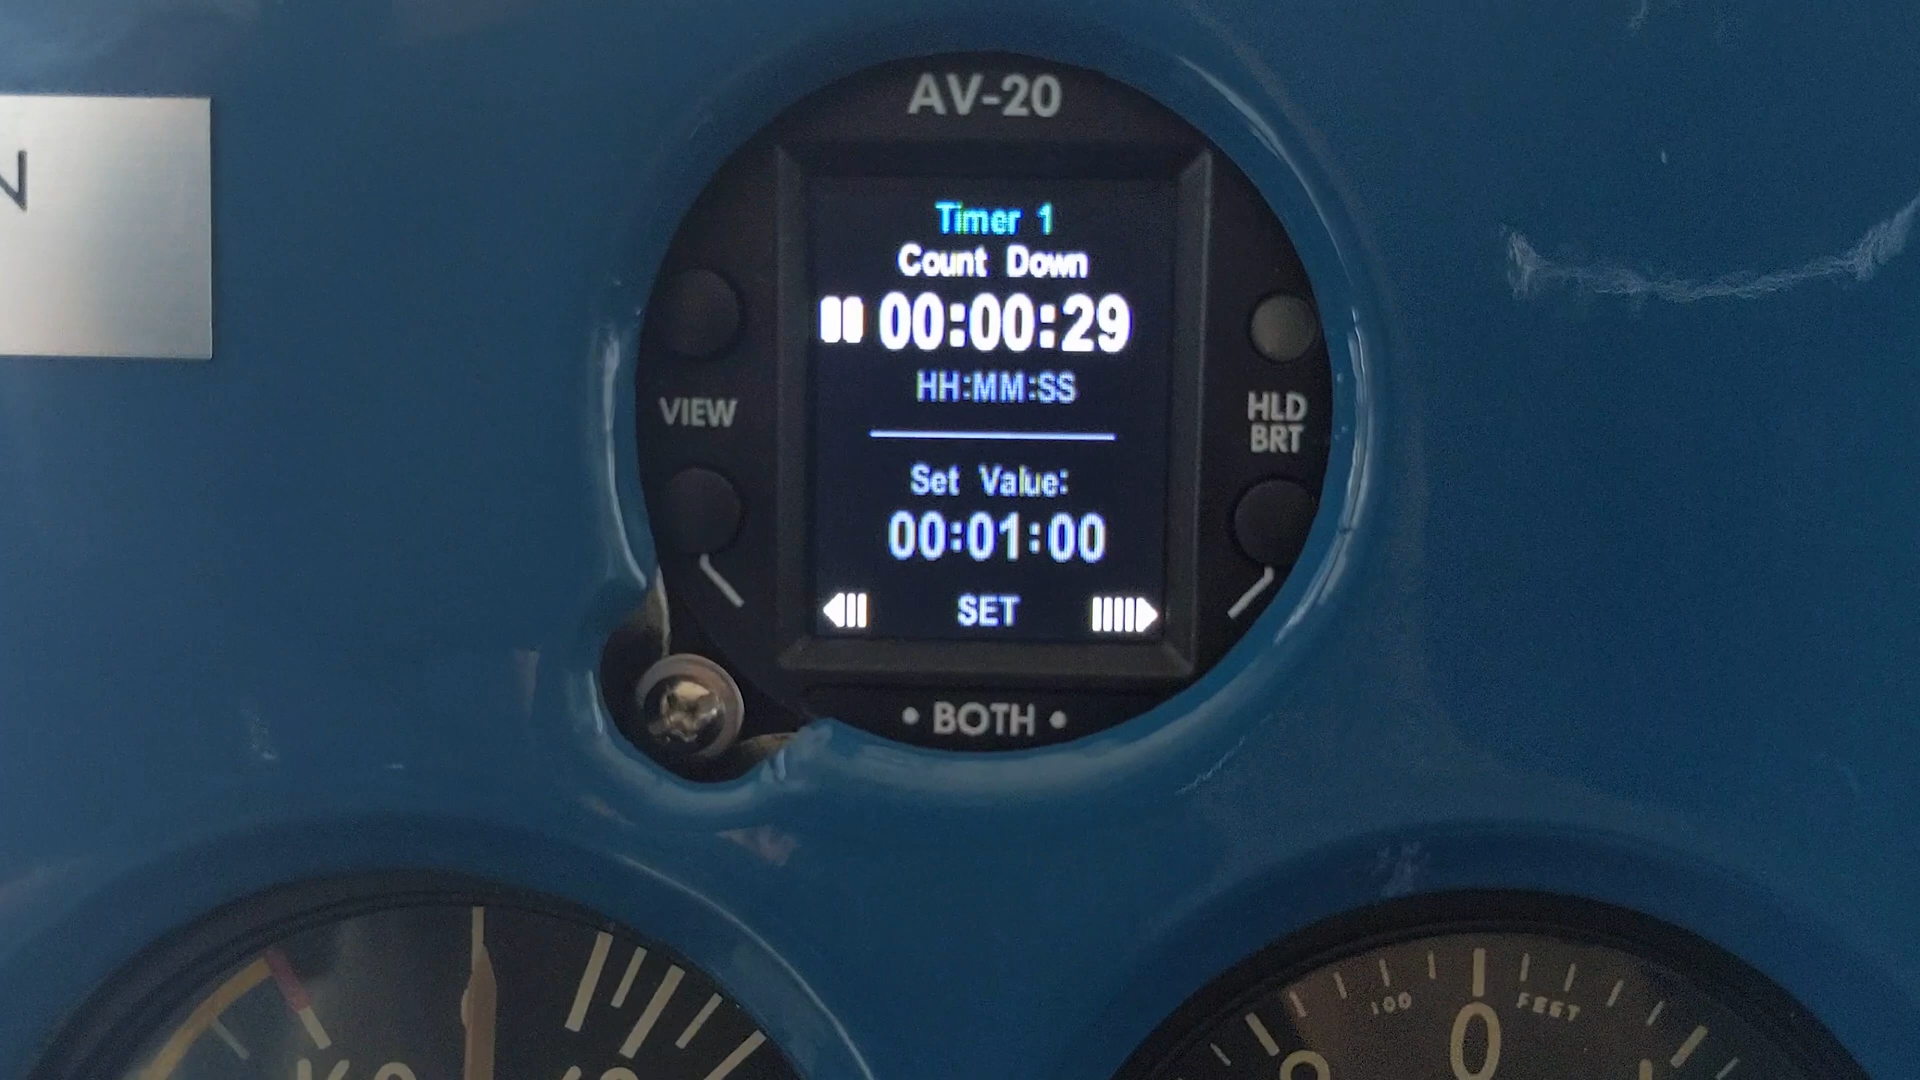 N
AV-20
Timer 1
Count Down
00:00:29
HH:MM:SS
VIEW
HLD
BRT
Set Value:
00:01:00
SET
• BOTH •
100
FEET
0